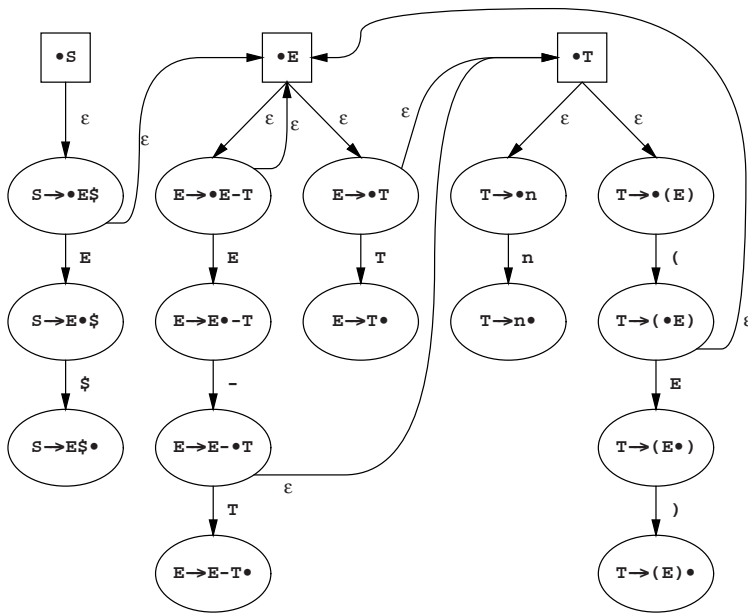 •S •E •T
ε ε ε ε ε
ε ε ε
S→•E$ E→•E-T E→•T T→•n T→•(E)
E E T n (
S→E•$ E→E•-T E→T• T→n• T→(•E)
ε
$ - E
S→E$• E→E-•T T→(E•)
ε
T )
E→E-T• T→(E)•